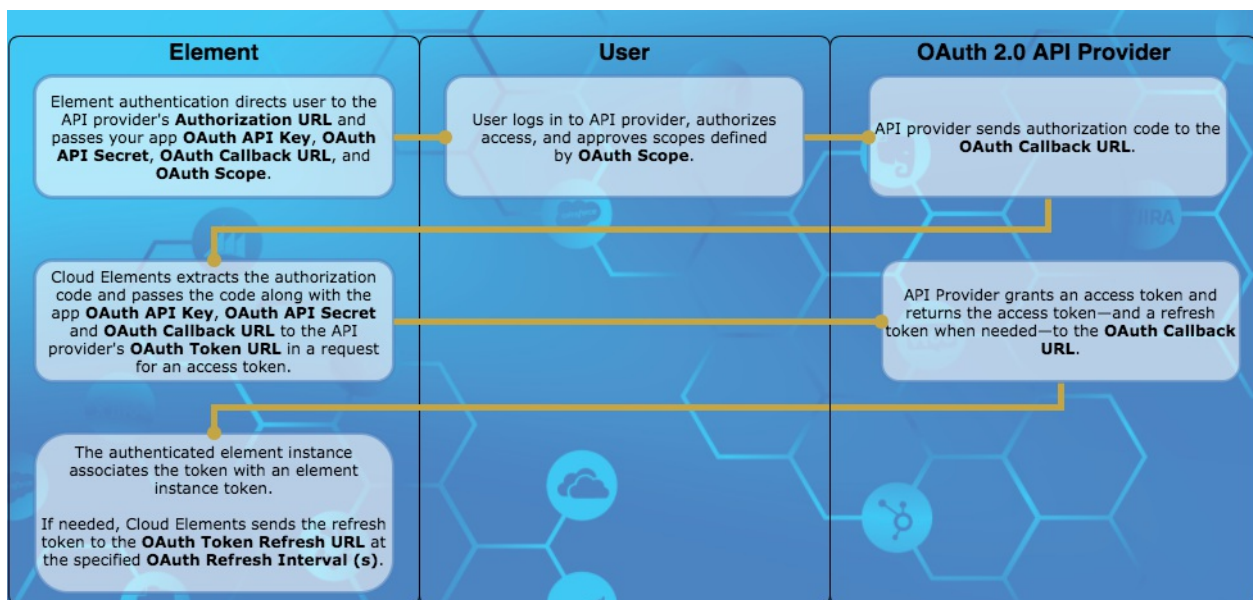 Element
User
OAuth 2.0 API Provider
Element authentication directs user to the
API provider's Authorization URL and
passes your app OAuth API Key, OAuth
API Secret, OAuth Callback URL, and
OAuth Scope.
User logs in to API provider, authorizes
access, and approves scopes defined
by OAuth Scope.
API provider sends authorization code to the
OAuth Callback URL.
Cloud Elements extracts the authorization
code and passes the code along with the
app OAuth API Key, OAuth API Secret
and OAuth Callback URL to the API
provider's OAuth Token URL in a request
for an access token.
API Provider grants an access token and
returns the access token—and a refresh
token when needed—to the OAuth Callback
URL.
The authenticated element instance
associates the token with an element
instance token.
If needed, Cloud Elements sends the refresh
token to the OAuth Token Refresh URL at
the specified OAuth Refresh Interval (s).